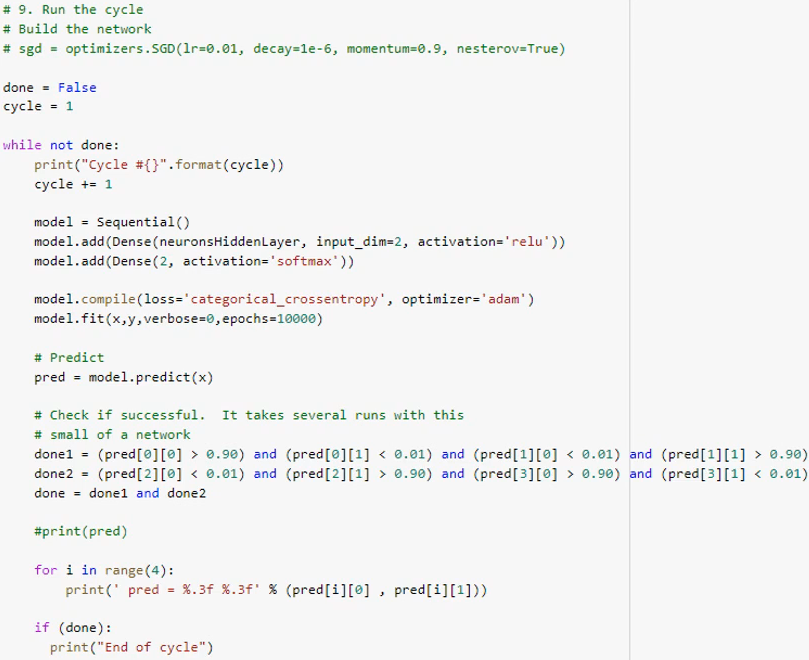 # 9. Run the cycle
# Build the network
# sgd = optimizers.SGD(lr=0.01, decay=1e-6, momentum=0.9, nesterov=True)
done = False
cycle = 1
while not done:
    print("Cycle #{}".format(cycle))
    cycle += 1
    model = Sequential()
    model.add(Dense(neuronsHiddenLayer, input_dim=2, activation='relu'))
    model.add(Dense(2, activation='softmax'))
    model.compile(loss='categorical_crossentropy', optimizer='adam')
    model.fit(x,y,verbose=0,epochs=10000)
    # Predict
    pred = model.predict(x)
    # Check if successful.  It takes several runs with this
    # small of a network
    done1 = (pred[0][0] > 0.90) and (pred[0][1] < 0.01) and (pred[1][0] < 0.01) and (pred[1][1] > 0.90)
    done2 = (pred[2][0] < 0.01) and (pred[2][1] > 0.90) and (pred[3][0] > 0.90) and (pred[3][1] < 0.01)
    done = done1 and done2
    #print(pred)
    for i in range(4):
        print(' pred = %.3f %.3f' % (pred[i][0] , pred[i][1]))
    if (done):
      print("End of cycle")